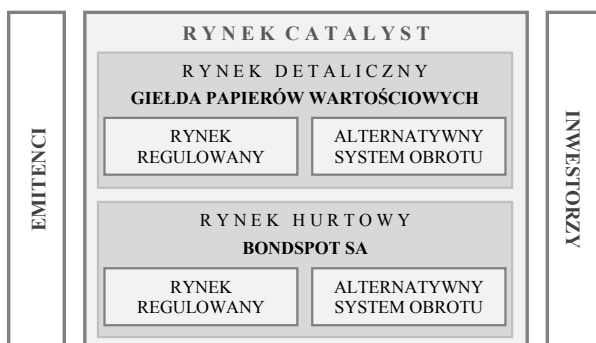 EMITENCI
RYNEK CATALYST
RYNEK DETALICZNY
GIEŁDA PAPIERÓW WARTOŚCIOWYCH
RYNEK
REGULOWANY
ALTERNATYWNY
SYSTEM OBROTU
RYNEK HURTOWY
BONDSPOT SA
RYNEK
REGULOWANY
ALTERNATYWNY
SYSTEM OBROTU
INWESTORZY